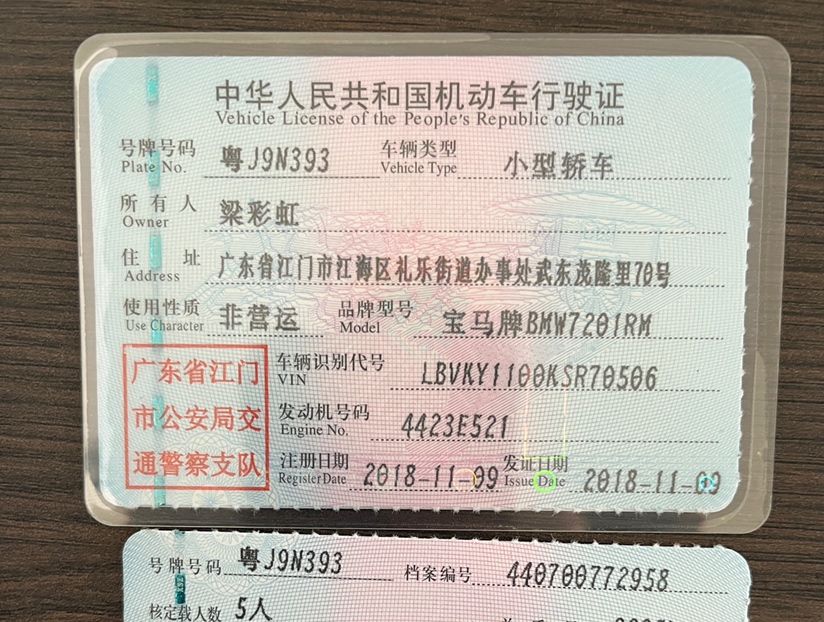 中华人民共和国机动车行驶证
Vehicle License of the People's Republic of China
号牌号码 粤J9N393 车辆类型 小型轿车
Plate No. Vehicle Type
所有人 梁彩虹
Owner
住址 广东省江门市江海区礼乐街道办事处武东茂隆里70号
Address
使用性质 非营运 品牌型号 宝马牌BMW7201RM
Use Character Model
广东省江门 车辆识别代号 LBVKY1100KSR70506
VIN
市公安局交 发动机号码 4423E521
Engine No.
通警察支队 注册日期 2018-11-09 发证日期 2018-11-09
Register Date Issue Date
号牌号码 粤J9N393 档案编号 440700772958
核定载人数 5人